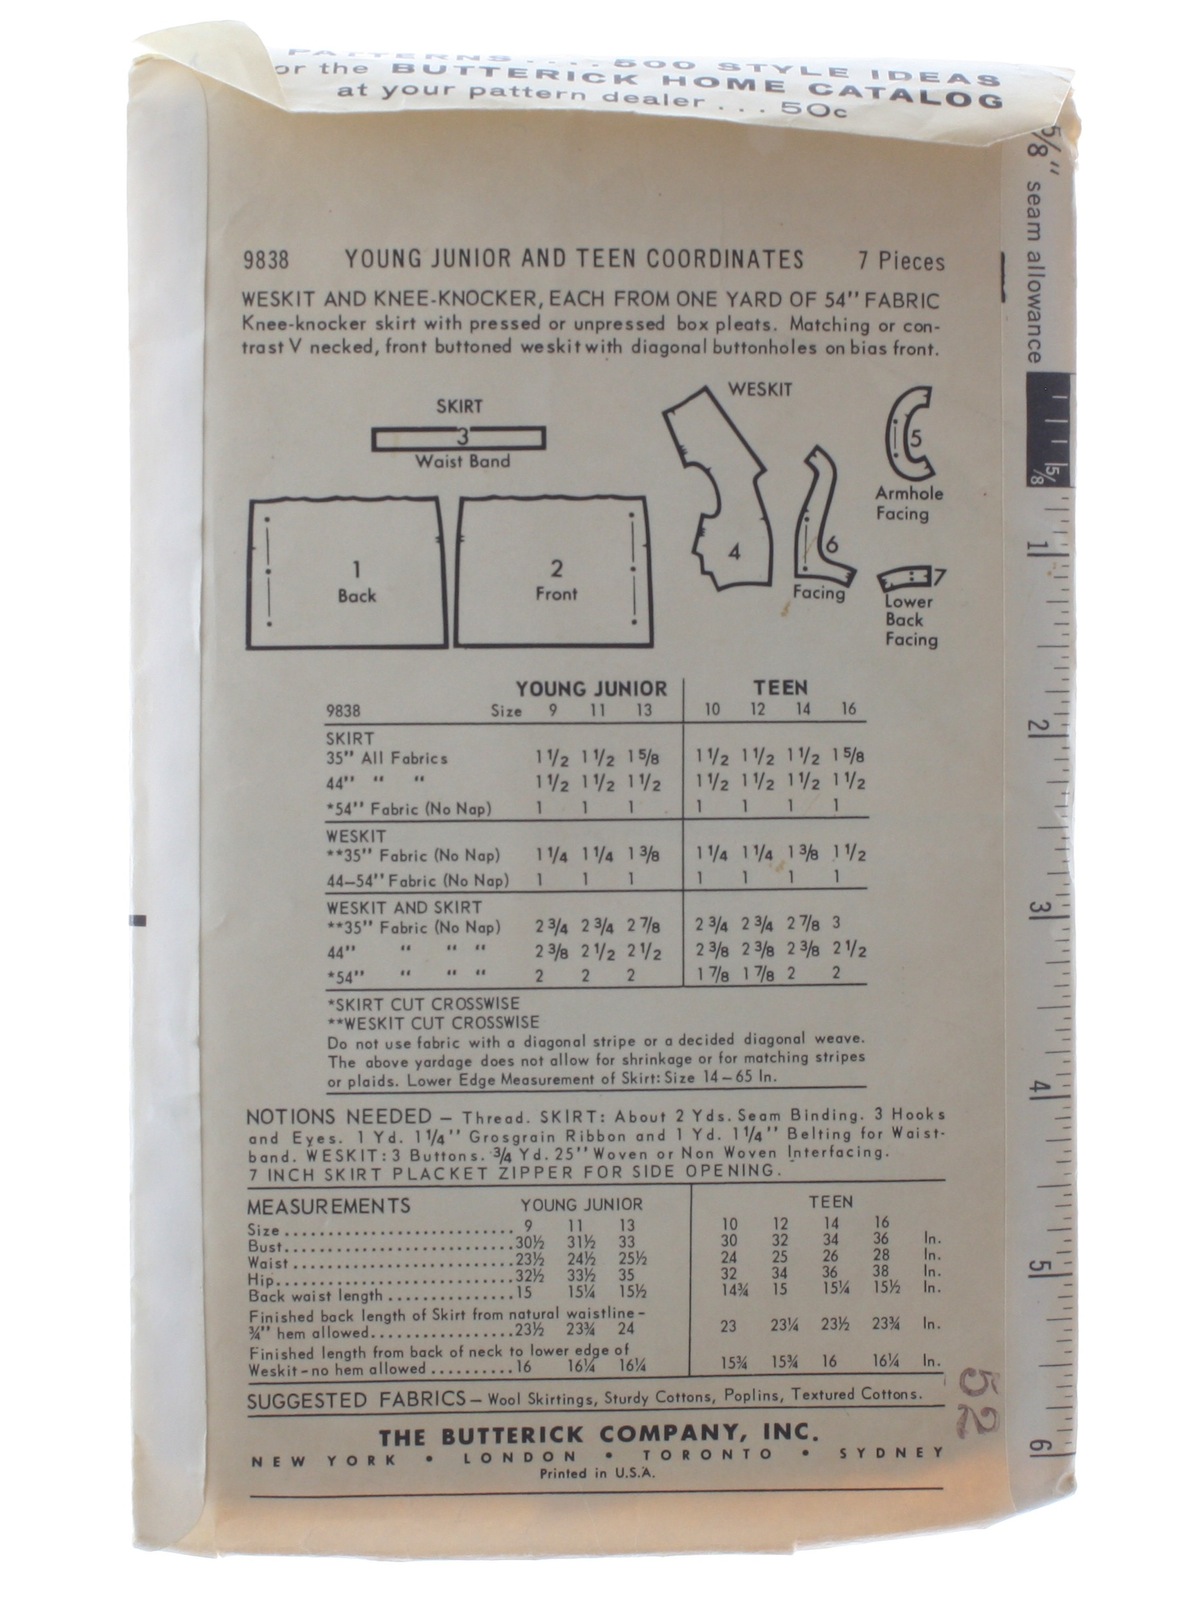 PATTERNS . . . . 500 STYLE IDEAS
or the BUTTERICK HOME CATALOG
at your pattern dealer . . . 50c
5/8" seam allowance
9838 YOUNG JUNIOR AND TEEN COORDINATES 7 Pieces
WESKIT AND KNEE-KNOCKER, EACH FROM ONE YARD OF 54" FABRIC
Knee-knocker skirt with pressed or unpressed box pleats. Matching or con-
trast V necked, front buttoned weskit with diagonal buttonholes on bias front.
SKIRT
3
Waist Band
1
Back
2
Front
WESKIT
4
6
Facing
5
Armhole
Facing
7
Lower
Back
Facing
YOUNG JUNIOR TEEN
9838 Size 9 11 13 10 12 14 16
SKIRT
35" All Fabrics 1 1/2 1 1/2 1 5/8 1 1/2 1 1/2 1 1/2 1 5/8
44" " " 1 1/2 1 1/2 1 1/2 1 1/2 1 1/2 1 1/2 1 1/2
*54" Fabric (No Nap) 1 1 1 1 1 1 1
WESKIT
**35" Fabric (No Nap) 1 1/4 1 1/4 1 3/8 1 1/4 1 1/4 1 3/8 1 1/2
44–54" Fabric (No Nap) 1 1 1 1 1 1 1
WESKIT AND SKIRT
**35" Fabric (No Nap) 2 3/4 2 3/4 2 7/8 2 3/4 2 3/4 2 7/8 3
44" " " " 2 3/8 2 1/2 2 1/2 2 3/8 2 3/8 2 3/8 2 1/2
*54" " " " 2 2 2 1 7/8 1 7/8 2 2
*SKIRT CUT CROSSWISE
**WESKIT CUT CROSSWISE
Do not use fabric with a diagonal stripe or a decided diagonal weave.
The above yardage does not allow for shrinkage or for matching stripes
or plaids. Lower Edge Measurement of Skirt: Size 14–65 In.
NOTIONS NEEDED – Thread. SKIRT: About 2 Yds. Seam Binding. 3 Hooks
and Eyes. 1 Yd. 1 1/4" Grosgrain Ribbon and 1 Yd. 1 1/4" Belting for Waist-
band. WESKIT: 3 Buttons. 3/4 Yd. 25" Woven or Non Woven Interfacing.
7 INCH SKIRT PLACKET ZIPPER FOR SIDE OPENING.
MEASUREMENTS YOUNG JUNIOR TEEN
Size 9 11 13 10 12 14 16
Bust 30½ 31½ 33 30 32 34 36 In.
Waist 23½ 24½ 25½ 24 25 26 28 In.
Hip 32½ 33½ 35 32 34 36 38 In.
Back waist length 15 15¼ 15½ 14¾ 15 15¼ 15½ In.
Finished back length of Skirt from natural waistline–
¾" hem allowed 23½ 23¾ 24 23 23¼ 23½ 23¾ In.
Finished length from back of neck to lower edge of
Weskit–no hem allowed 16 16¼ 16¼ 15¾ 15¾ 16 16¼ In.
SUGGESTED FABRICS – Wool Skirtings, Sturdy Cottons, Poplins, Textured Cottons.
THE BUTTERICK COMPANY, INC.
NEW YORK • LONDON • TORONTO • SYDNEY
Printed in U.S.A.
5/8
1
2
3
4
5
6
52